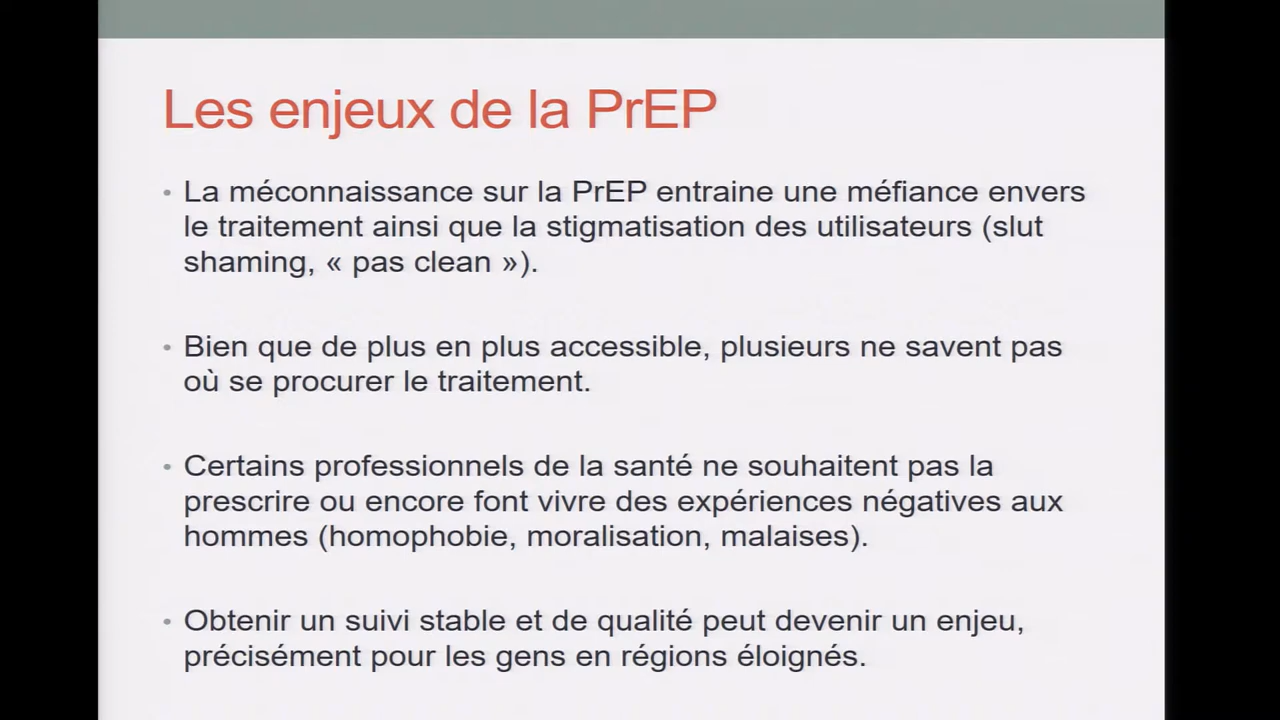 Les enjeux de la PrEP
• La méconnaissance sur la PrEP entraine une méfiance envers
le traitement ainsi que la stigmatisation des utilisateurs (slut
shaming, « pas clean »).
• Bien que de plus en plus accessible, plusieurs ne savent pas
où se procurer le traitement.
• Certains professionnels de la santé ne souhaitent pas la
prescrire ou encore font vivre des expériences négatives aux
hommes (homophobie, moralisation, malaises).
• Obtenir un suivi stable et de qualité peut devenir un enjeu,
précisément pour les gens en régions éloignés.